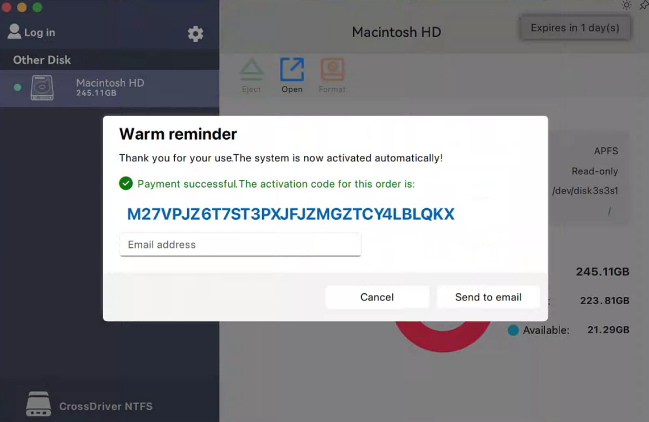 Log in
Macintosh HD
Expires in 1 day(s)
Other Disk
Macintosh HD
245.11GB
Eject
Open
Format
Warm reminder
Thank you for your use.The system is now activated automatically!
Payment successful.The activation code for this order is:
M27VPJZ6T7ST3PXJFJZMGZTCY4LBLQKX
Email address
Cancel
Send to email
APFS
Read-only
/dev/disk3s3s1
/
245.11GB
223.81GB
Available: 21.29GB
CrossDriver NTFS